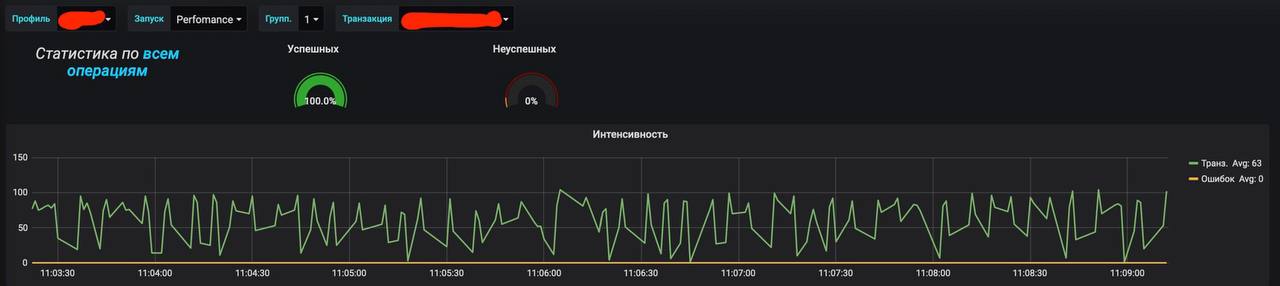 Профиль
Запуск Perfomance
Групп. 1
Транзакция
Статистика по всем
операциям
Успешных
100.0%
Неуспешных
0%
Интенсивность
150
100
50
0
11:03:30 11:04:00 11:04:30 11:05:00 11:05:30 11:06:00 11:06:30 11:07:00 11:07:30 11:08:00 11:08:30 11:09:00
Транз. Avg: 63
Ошибок Avg: 0